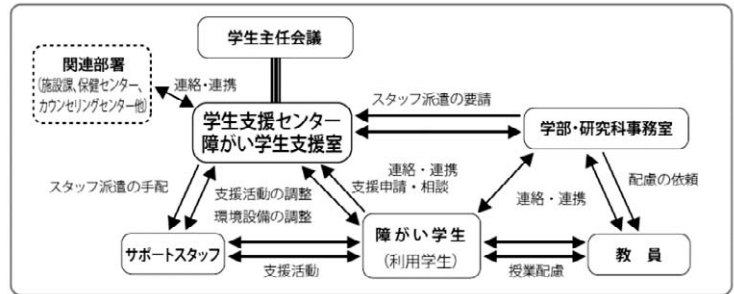 学生主任会議
関連部署
(施設課、保健センター、
カウンセリングセンター他)
連絡・連携
スタッフ派遣の要請
学生支援センター
障がい学生支援室
学部・研究科事務室
連絡・連携
支援申請・相談
スタッフ派遣の手配
支援活動の調整
環境設備の調整
連絡・連携
配慮の依頼
サポートスタッフ
支援活動
障がい学生
(利用学生)
授業配慮
教員